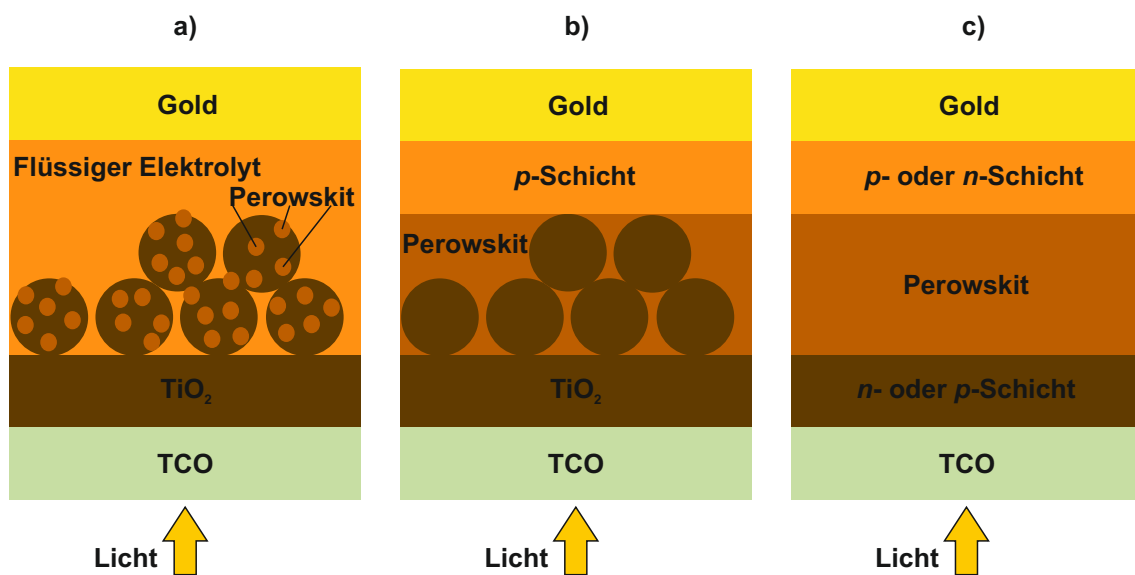 a)
Gold
Flüssiger Elektrolyt
Perowskit
TiO₂
TCO
Licht
b)
Gold
p-Schicht
Perowskit
TiO₂
TCO
Licht
c)
Gold
p- oder n-Schicht
Perowskit
n- oder p-Schicht
TCO
Licht